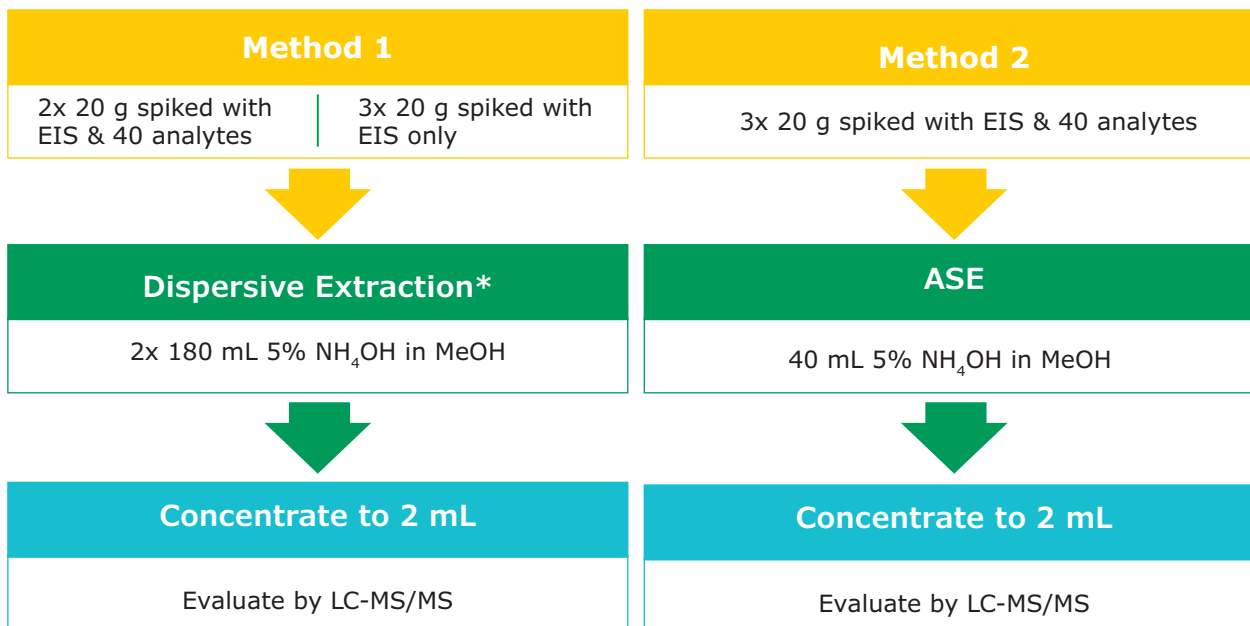 Method 1
2x 20 g spiked with
EIS & 40 analytes
3x 20 g spiked with
EIS only
Dispersive Extraction*
2x 180 mL 5% NH₄OH in MeOH
Concentrate to 2 mL
Evaluate by LC-MS/MS
Method 2
3x 20 g spiked with EIS & 40 analytes
ASE
40 mL 5% NH₄OH in MeOH
Concentrate to 2 mL
Evaluate by LC-MS/MS